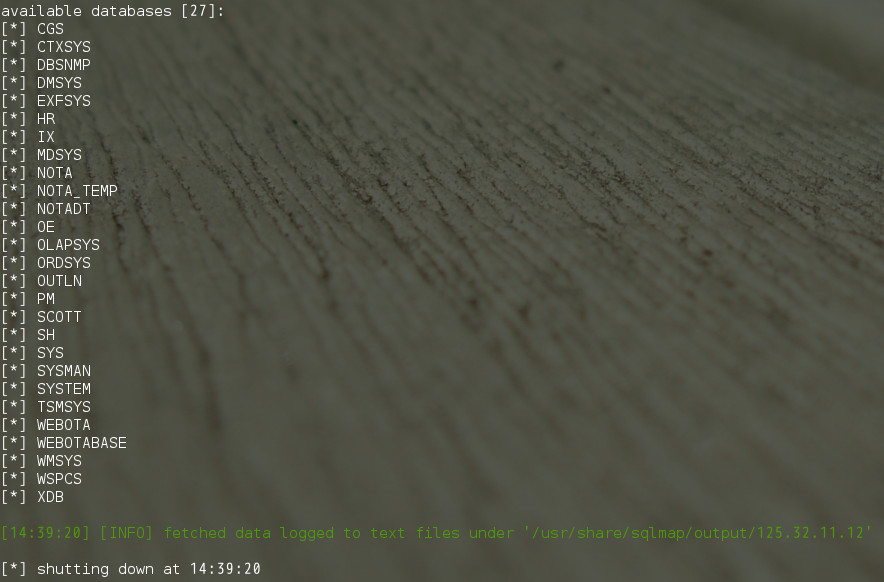 available databases [27]:
[*] CGS
[*] CTXSYS
[*] DBSNMP
[*] DMSYS
[*] EXFSYS
[*] HR
[*] IX
[*] MDSYS
[*] NOTA
[*] NOTA_TEMP
[*] NOTADT
[*] OE
[*] OLAPSYS
[*] ORDSYS
[*] OUTLN
[*] PM
[*] SCOTT
[*] SH
[*] SYS
[*] SYSMAN
[*] SYSTEM
[*] TSMSYS
[*] WEBOTA
[*] WEBOTABASE
[*] WMSYS
[*] WSPCS
[*] XDB
[14:39:20] [INFO] fetched data logged to text files under '/usr/share/sqlmap/output/125.32.11.12'
[*] shutting down at 14:39:20